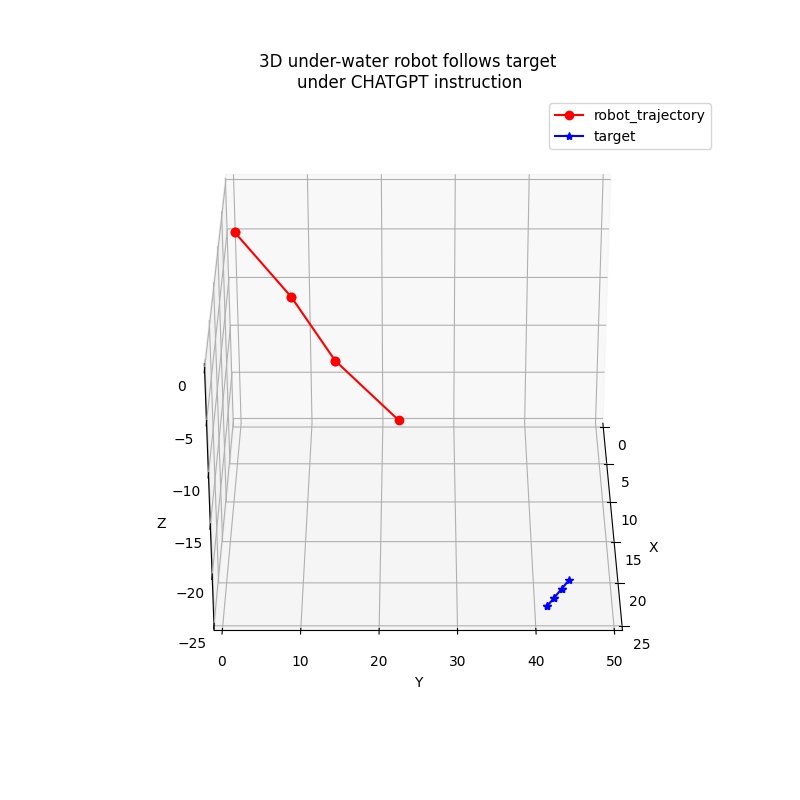 3D under-water robot follows target
under CHATGPT instruction
robot_trajectory
target
0
−5
−10
−15
−20
−25
Z
0
5
10
15
20
25
X
0
10
20
30
40
50
Y